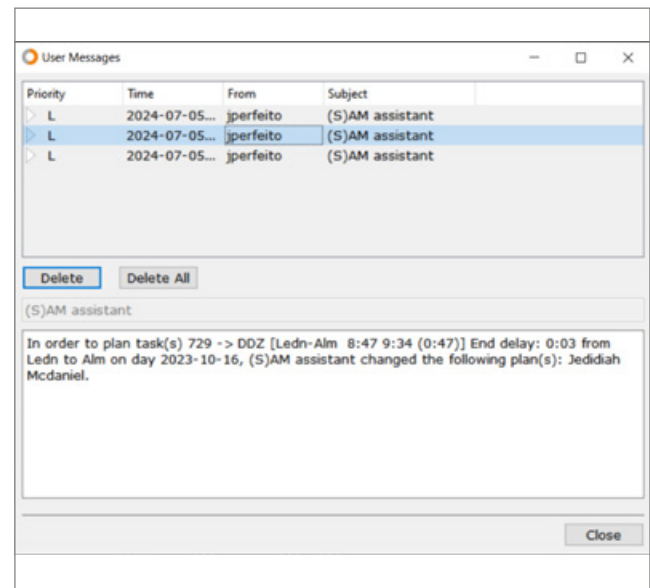 User Messages
Priority Time From Subject
L 2024-07-05... jperfeito (S)AM assistant
L 2024-07-05... jperfeito (S)AM assistant
L 2024-07-05... jperfeito (S)AM assistant
Delete Delete All
(S)AM assistant
In order to plan task(s) 729 -> DDZ [Ledn-Alm 8:47 9:34 (0:47)] End delay: 0:03 from
Ledn to Alm on day 2023-10-16, (S)AM assistant changed the following plan(s): Jedidiah
Mcdaniel.
Close